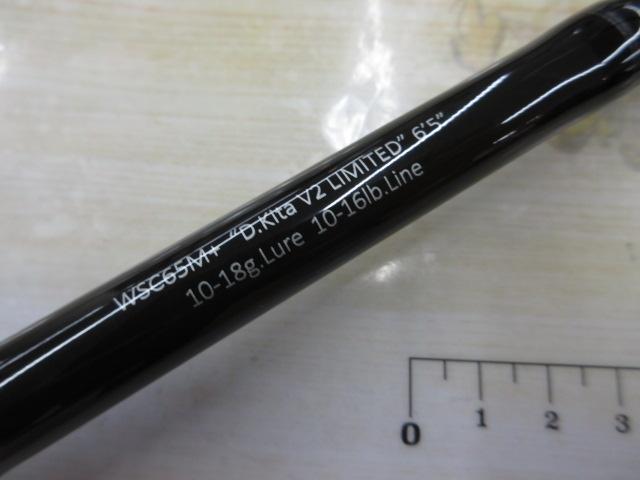 WSC65M+ "D.Kita V2 LIMITED" 6'5"
10-18g.Lure 10-16lb.Line
0 1 2 3